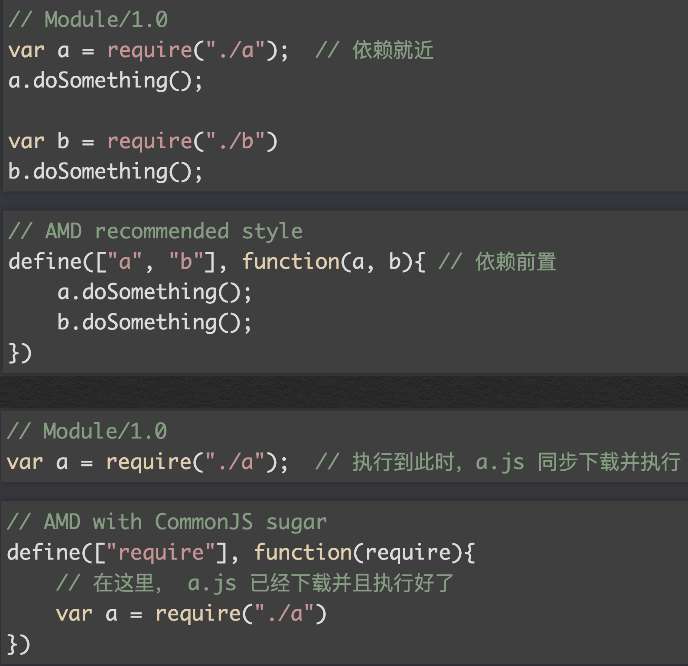 // Module/1.0
var a = require("./a");  // 依赖就近
a.doSomething();
var b = require("./b")
b.doSomething();
// AMD recommended style
define(["a", "b"], function(a, b){ // 依赖前置
    a.doSomething();
    b.doSomething();
})
// Module/1.0
var a = require("./a");  // 执行到此时，a.js 同步下载并执行
// AMD with CommonJS sugar
define(["require"], function(require){
    // 在这里， a.js 已经下载并且执行好了
    var a = require("./a")
})